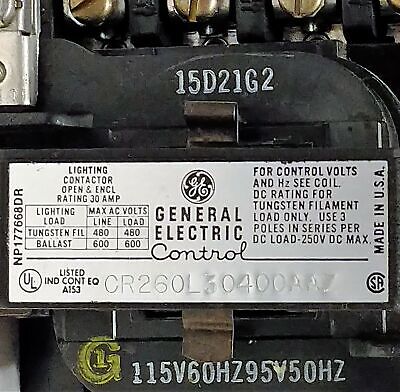 15D21G2
NP177668DR
LIGHTING
CONTACTOR
OPEN & ENCL
RATING 30 AMP
LIGHTING LOAD
MAX AC VOLTS
LINE LOAD
TUNGSTEN FIL 480 480
BALLAST 600 600
UL
LISTED
IND CONT EQ
A153
GE
GENERAL
ELECTRIC
Control
FOR CONTROL VOLTS
AND Hz SEE COIL.
DC RATING FOR
TUNGSTEN FILAMENT
LOAD ONLY. USE 3
POLES IN SERIES PER
DC LOAD-250V DC MAX.
MADE IN U.S.A.
SA
CR260L30400AAZ
G1
115V60HZ95V50HZ